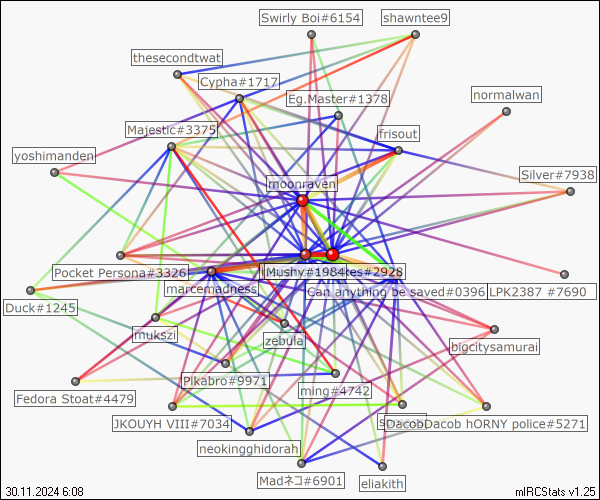 Swirly Boi#6154
shawntee9
thesecondtwat
Cypha#1717
normalwan
Eg.Master#1378
Majestic#3375
frisout
yoshimanden
Silver#7938
moonraven
Mushy#1984
#2928
Pocket Persona#3326
marcemadness
Can anything be saved#0396
LPK2387 #7690
Duck#1245
mukszi
zebula
bigcitysamurai
Pikabro#9971
ming#4742
Fedora Stoat#4479
JKOUYH VIII#7034
DacobDacob hORNY police#5271
neokingghidorah
Madネコ#6901
eliakith
30.11.2024 6:08
mIRCStats v1.25